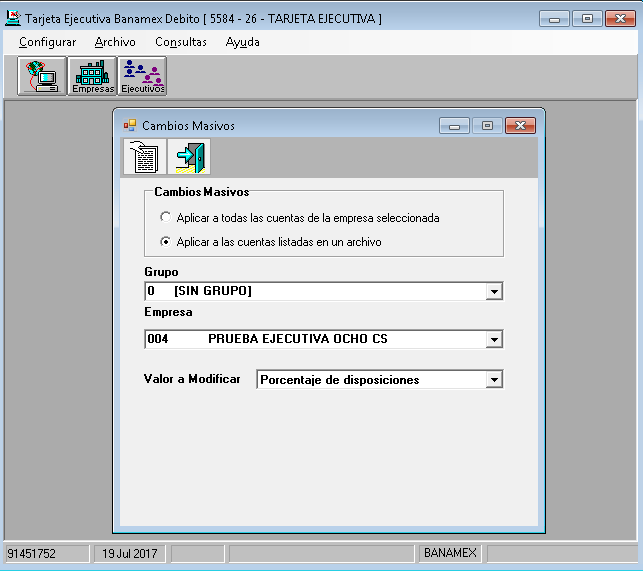 Tarjeta Ejecutiva Banamex Debito [ 5584 - 26 - TARJETA EJECUTIVA ]
Configurar Archivo Consultas Ayuda
Empresas Ejecutivos
Cambios Masivos
Cambios Masivos
Aplicar a todas las cuentas de la empresa seleccionada
Aplicar a las cuentas listadas en un archivo
Grupo
0 [SIN GRUPO]
Empresa
004 PRUEBA EJECUTIVA OCHO CS
Valor a Modificar Porcentaje de disposiciones
91451752 19 Jul 2017 BANAMEX